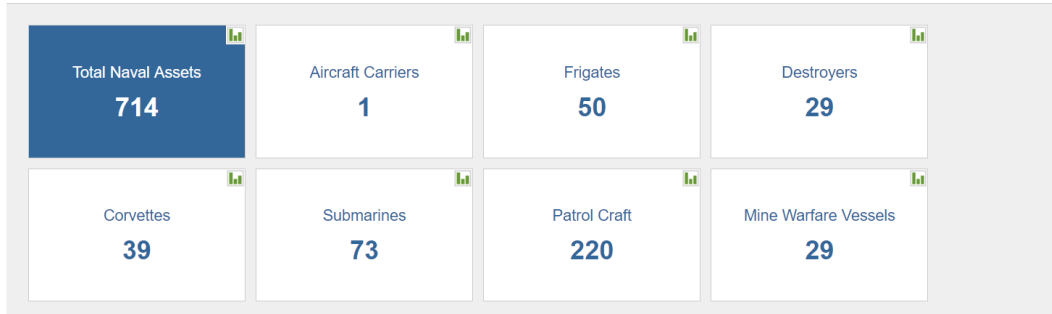 Total Naval Assets
714
Aircraft Carriers
1
Frigates
50
Destroyers
29
Corvettes
39
Submarines
73
Patrol Craft
220
Mine Warfare Vessels
29